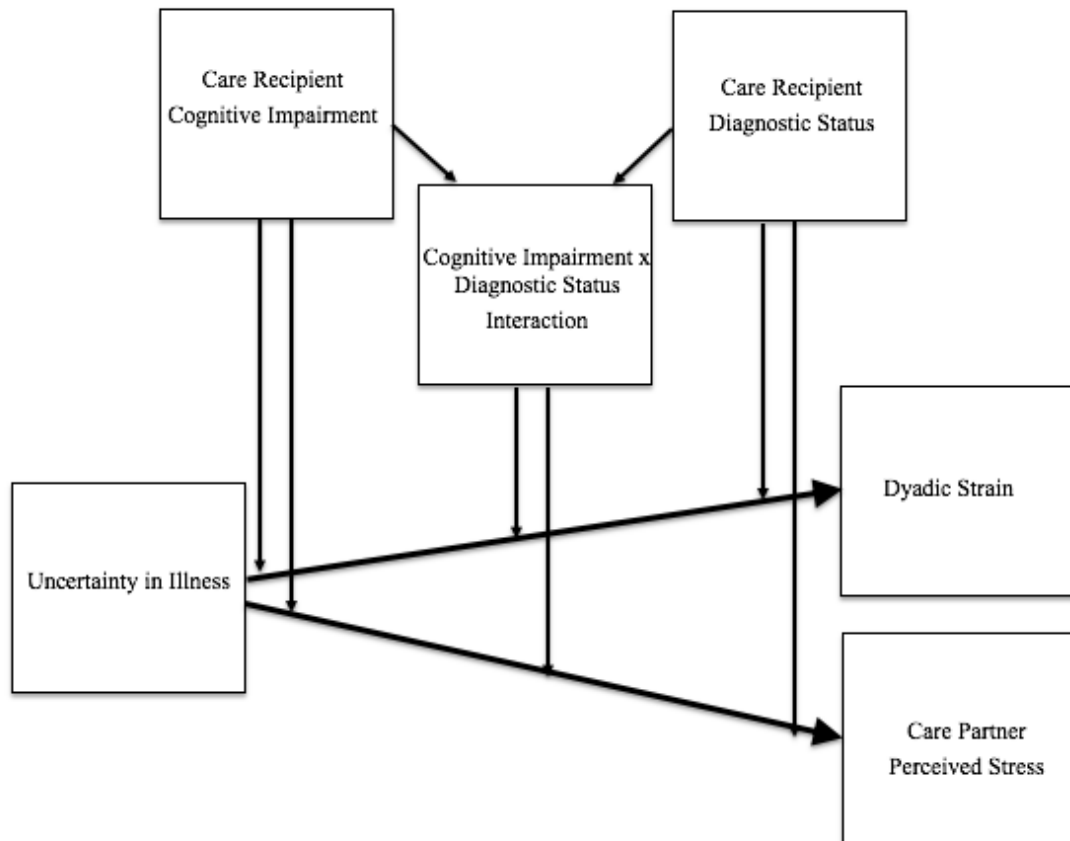 Care Recipient
Cognitive Impairment
Care Recipient
Diagnostic Status
Cognitive Impairment x
Diagnostic Status
Interaction
Dyadic Strain
Uncertainty in Illness
Care Partner
Perceived Stress